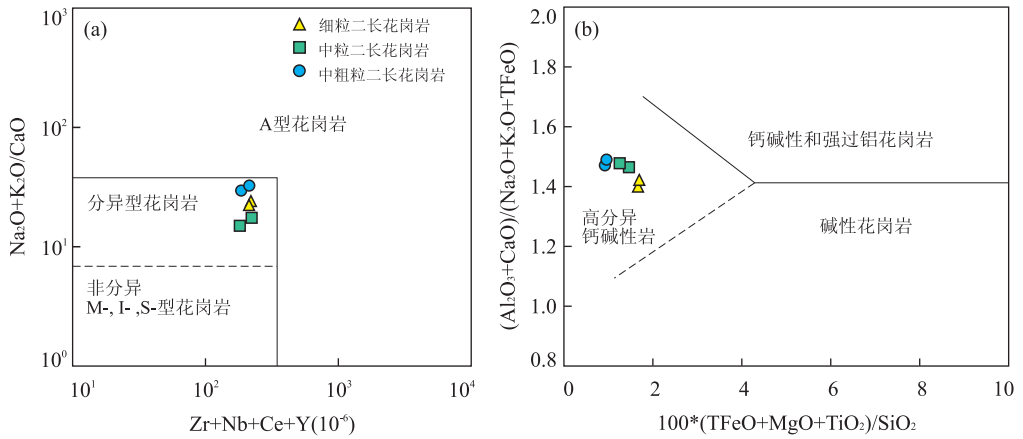 (a)
细粒二长花岗岩
中粒二长花岗岩
中粗粒二长花岗岩
A型花岗岩
分异型花岗岩
非分异
M-, I- ,S-型花岗岩
10³
10²
10¹
10⁰
10¹ 10² 10³ 10⁴
Na₂O+K₂O/CaO
Zr+Nb+Ce+Y(10⁻⁶)
(b)
钙碱性和强过铝花岗岩
高分异
钙碱性岩
碱性花岗岩
2.0
1.8
1.6
1.4
1.2
1.0
0.8
0 2 4 6 8 10
(Al₂O₃+CaO)/(Na₂O+K₂O+TFeO)
100*(TFeO+MgO+TiO₂)/SiO₂